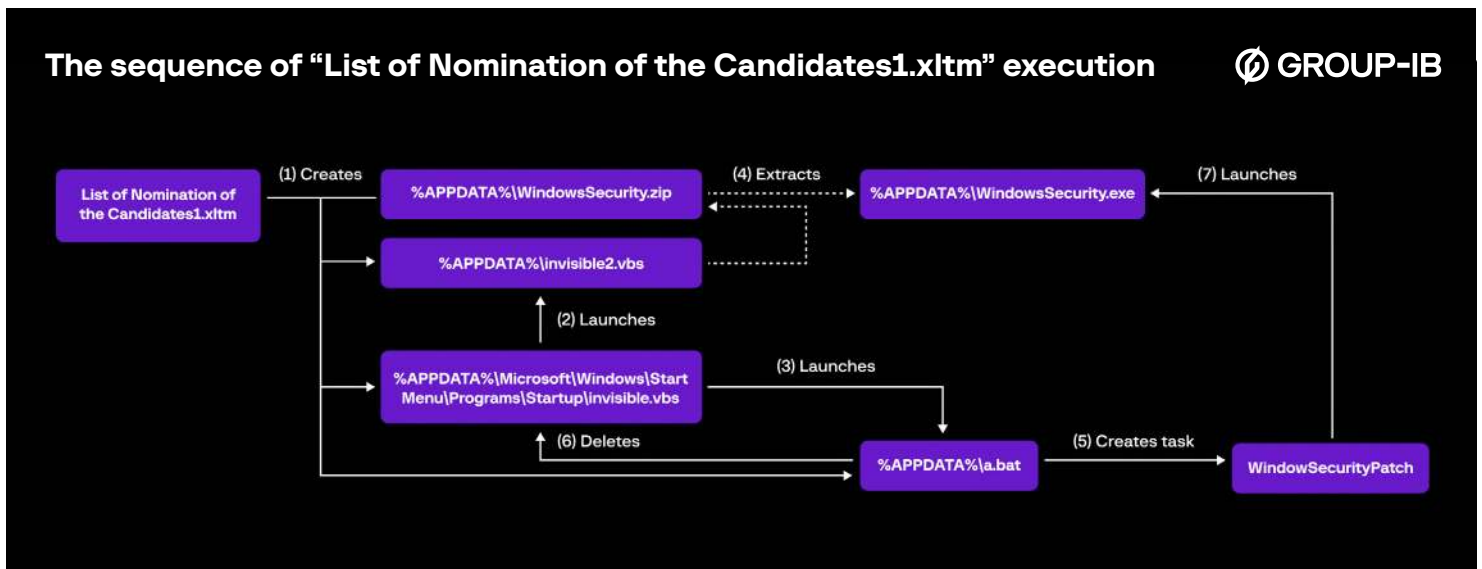 The sequence of “List of Nomination of the Candidates1.xltm” execution
GROUP-IB
List of Nomination of
the Candidates1.xltm
(1) Creates
%APPDATA%\WindowsSecurity.zip
(4) Extracts
%APPDATA%\WindowsSecurity.exe
(7) Launches
%APPDATA%\invisible2.vbs
(2) Launches
%APPDATA%\Microsoft\Windows\Start
Menu\Programs\Startup\invisible.vbs
(3) Launches
(6) Deletes
%APPDATA%\a.bat
(5) Creates task
WindowSecurityPatch